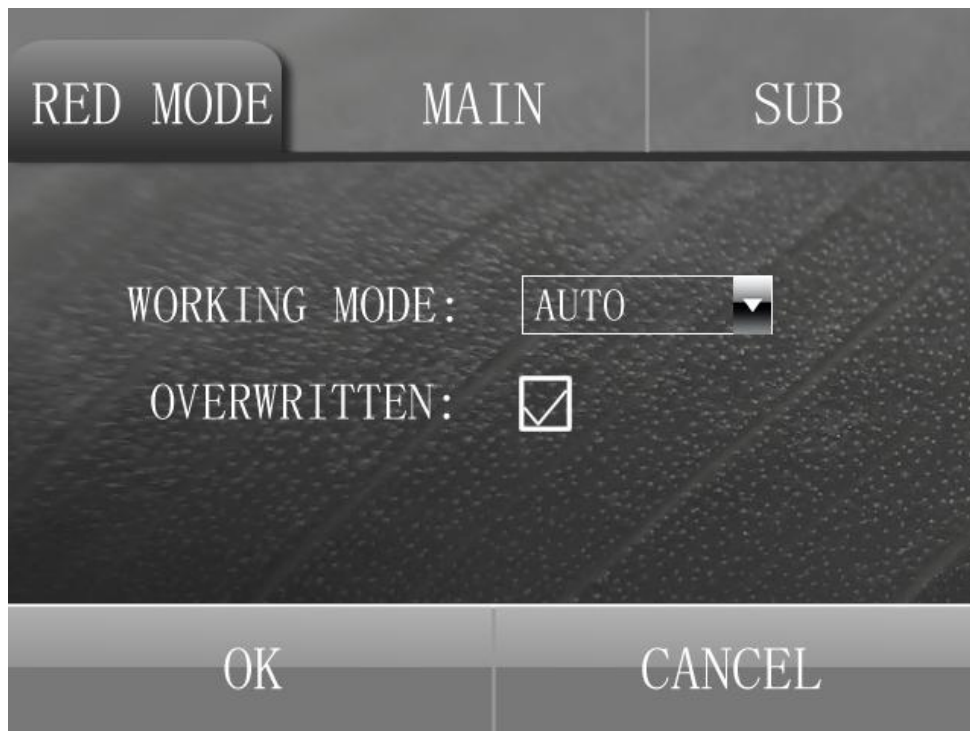 RED MODE MAIN SUB
WORKING MODE: AUTO
OVERWRITTEN:
OK CANCEL